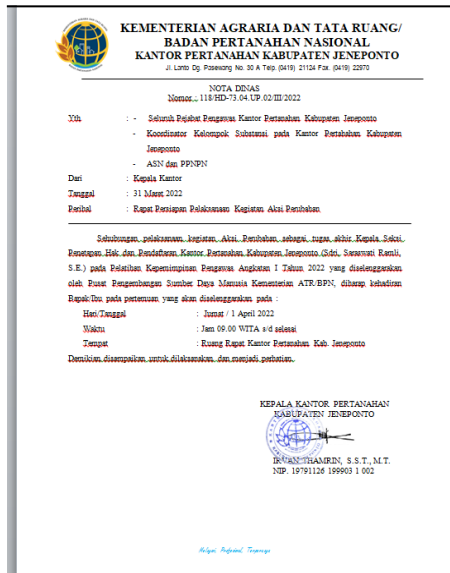 KEMENTERIAN AGRARIA DAN TATA RUANG/
BADAN PERTANAHAN NASIONAL
KANTOR PERTANAHAN KABUPATEN JENEPONTO
Jl. Lanto Dg. Pasewang No. 30 A Telp. (0419) 21124 Fax. (0419) 22970
NOTA DINAS
Nomor : 118/HD-73.04.UP.02/III/2022
Yth : - Seluruh Pejabat Pengawas Kantor Pertanahan Kabupaten Jeneponto
- Koordinator Kelompok Substansi pada Kantor Pertahahan Kabupaten
Jeneponto
- ASN dan PPNPN
Dari : Kepala Kantor
Tanggal : 31 Maret 2022
Perihal : Rapat Persiapan Pelaksanaan Kegiatan Aksi Perubahan
Sehubungan pelaksanaan kegiatan Aksi Perubahan sebagai tugas akhir Kepala Seksi
Penetapan Hak dan Pendaftaran Kantor Pertanahan Kabupaten Jeneponto (Sdri. Saraswati Ramli,
S.E.) pada Pelatihan Kepemimpinan Pengawas Angkatan I Tahun 2022 yang diselenggarakan
oleh Pusat Pengembangan Sumber Daya Manusia Kementerian ATR/BPN, diharap kehadiran
Bapak/Ibu pada pertemuan yang akan diselenggarakan pada :
Hari/Tanggal : Jumat / 1 April 2022
Waktu : Jam 09.00 WITA s/d selesai
Tempat : Ruang Rapat Kantor Pertanahan Kab. Jeneponto
Demikian disampaikan untuk dilaksanakan dan menjadi perhatian.
KEPALA KANTOR PERTANAHAN
KABUPATEN JENEPONTO
THAMRIN, S.S.T., M.T.
NIP. 19791126 199903 1 002
Melayani, Profesional, Terpercaya